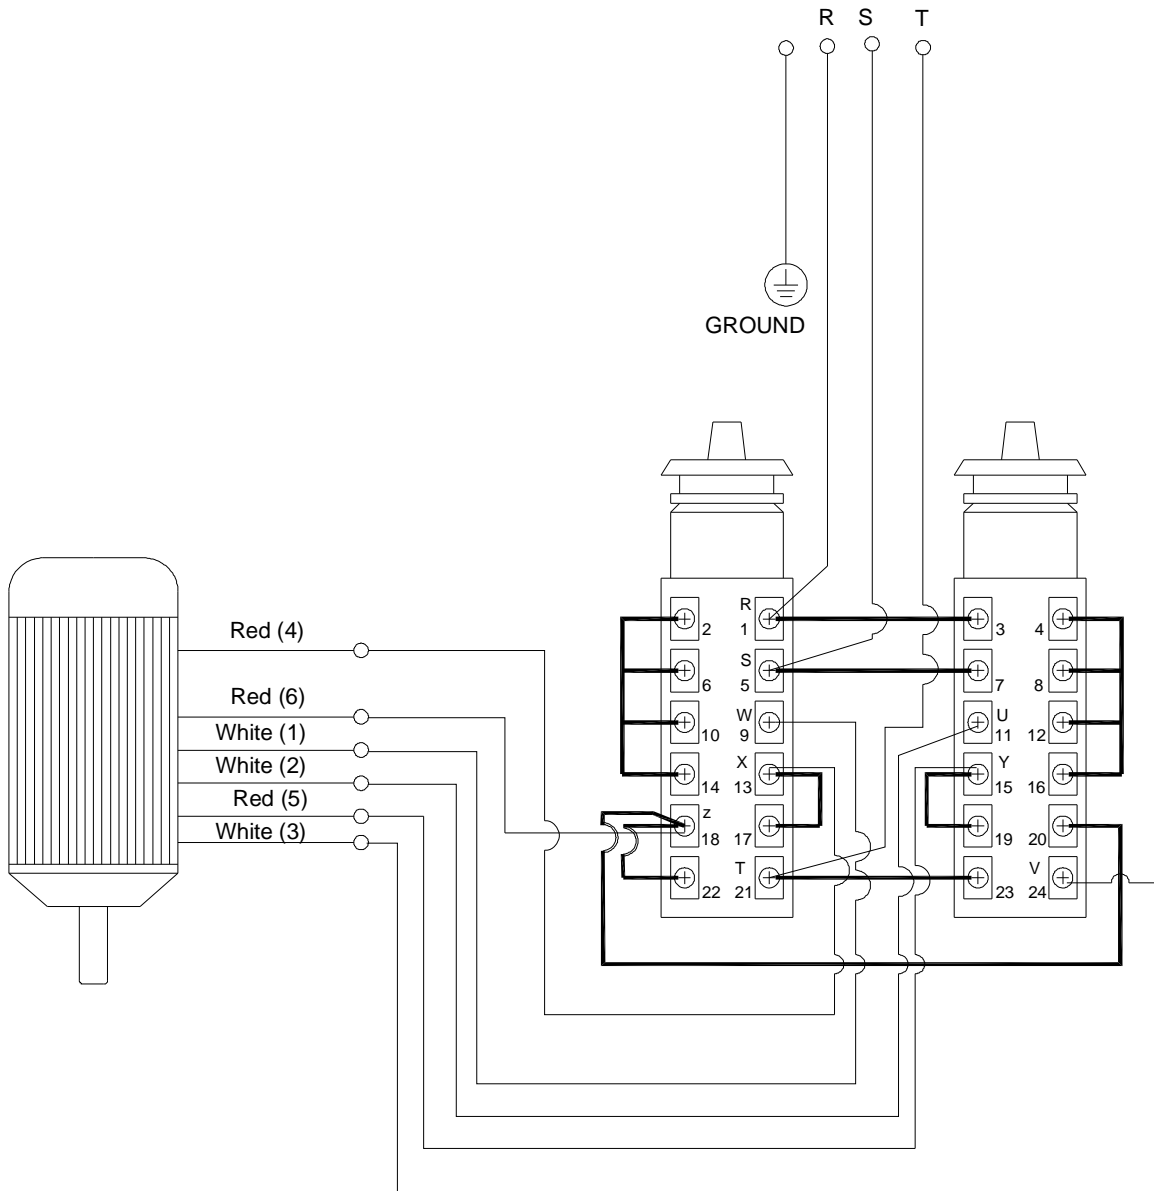 R S T
GROUND
Red (4)
Red (6)
White (1)
White (2)
Red (5)
White (3)
R
2 1 3 4
S
6 5 7 8
W U
10 9 11 12
X Y
14 13 15 16
z
18 17 19 20
T V
22 21 23 24